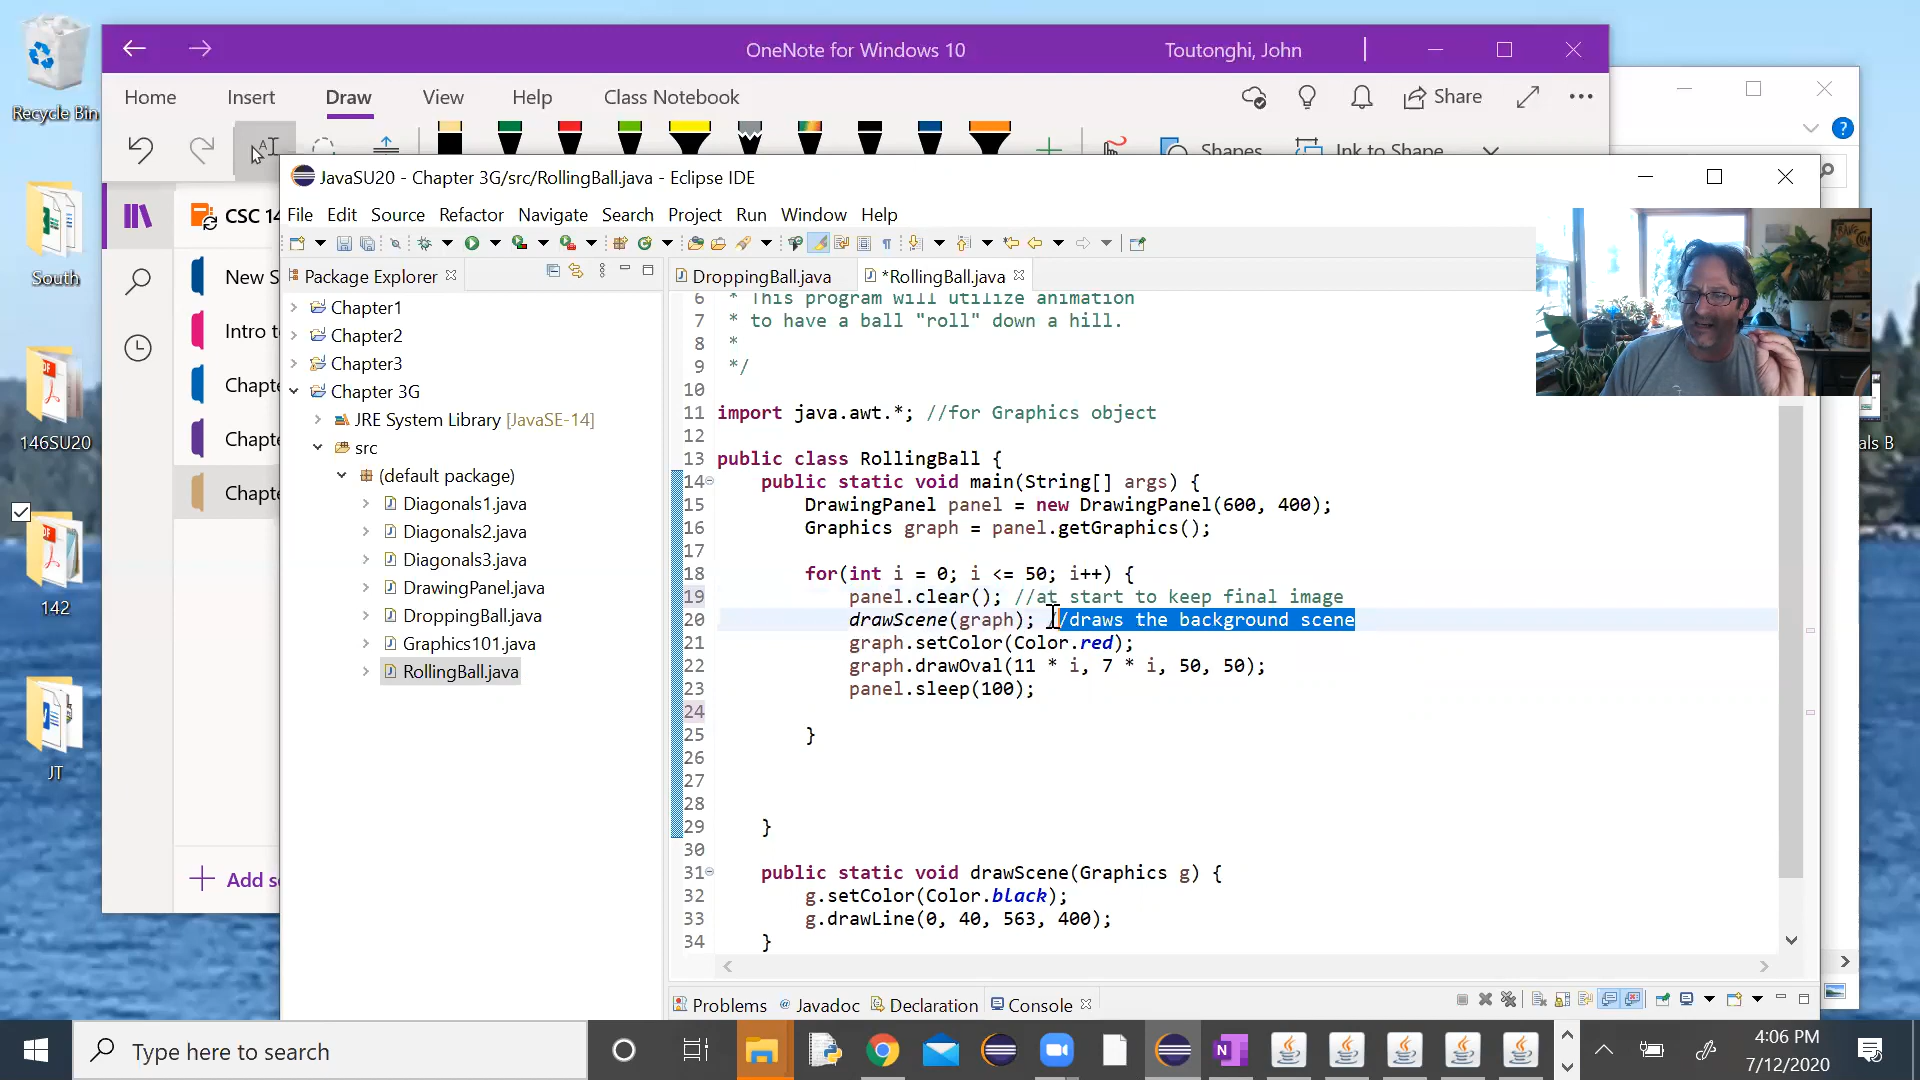 Recycle Bin
South
146SU20
142
JT
OneNote for Windows 10
Toutonghi, John
Home Insert Draw View Help Class Notebook Share
Shapes Ink to Shape
CSC 14
New S
Intro t
Chapte
Chapte
Chapte
Add s
JavaSU20 - Chapter 3G/src/RollingBall.java - Eclipse IDE
File Edit Source Refactor Navigate Search Project Run Window Help
Package Explorer
Chapter1
Chapter2
Chapter3
Chapter 3G
JRE System Library [JavaSE-14]
src
(default package)
Diagonals1.java
Diagonals2.java
Diagonals3.java
DrawingPanel.java
DroppingBall.java
Graphics101.java
RollingBall.java
DroppingBall.java *RollingBall.java
6 * This program will utilize animation
7 * to have a ball "roll" down a hill.
8 *
9 */
10
11 import java.awt.*; //for Graphics object
12
13 public class RollingBall {
14 public static void main(String[] args) {
15 DrawingPanel panel = new DrawingPanel(600, 400);
16 Graphics graph = panel.getGraphics();
17
18 for(int i = 0; i <= 50; i++) {
19 panel.clear(); //at start to keep final image
20 drawScene(graph); //draws the background scene
21 graph.setColor(Color.red);
22 graph.drawOval(11 * i, 7 * i, 50, 50);
23 panel.sleep(100);
24
25 }
26
27
28
29 }
30
31 public static void drawScene(Graphics g) {
32 g.setColor(Color.black);
33 g.drawLine(0, 40, 563, 400);
34 }
Problems Javadoc Declaration Console
als B
Type here to search
4:06 PM
7/12/2020